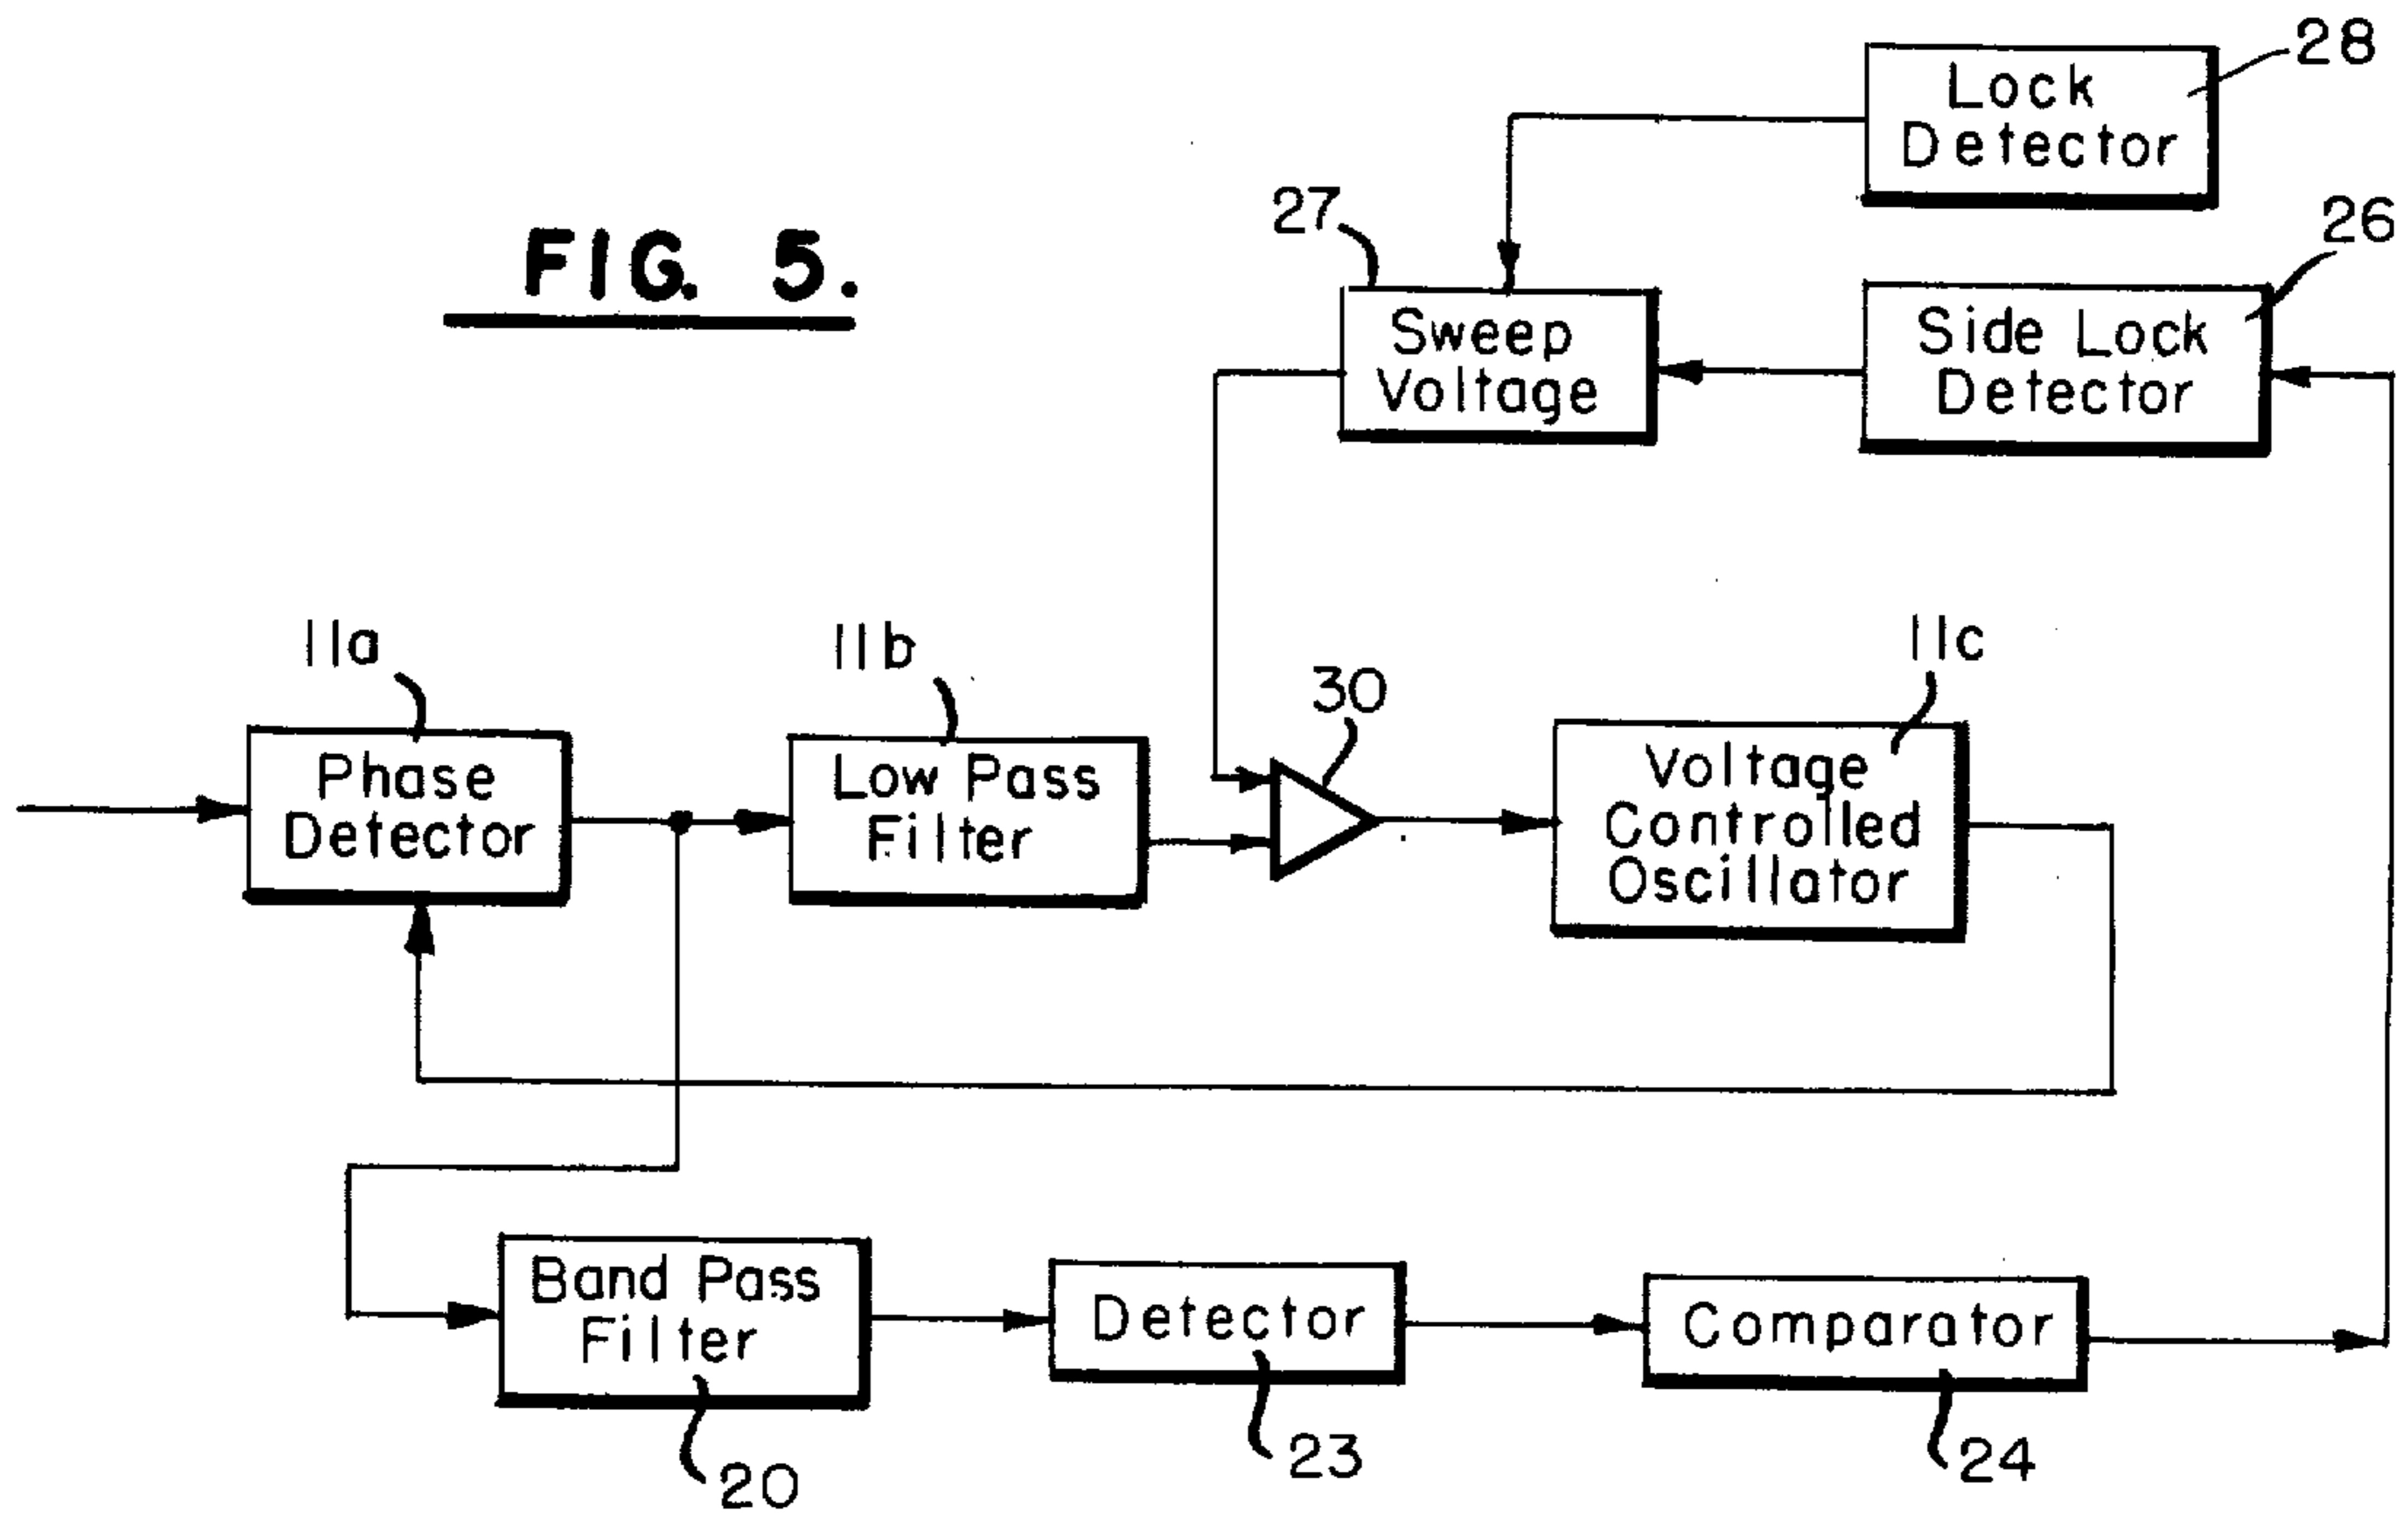 28
Lock
Detector
26
27
FIG. 5.
Sweep
Voltage
Side Lock
Detector
11a
11b
30
11c
Phase
Detector
Low Pass
Filter
Voltage
Controlled
Oscillator
Band Pass
Filter
Detector
Comparator
20
23
24